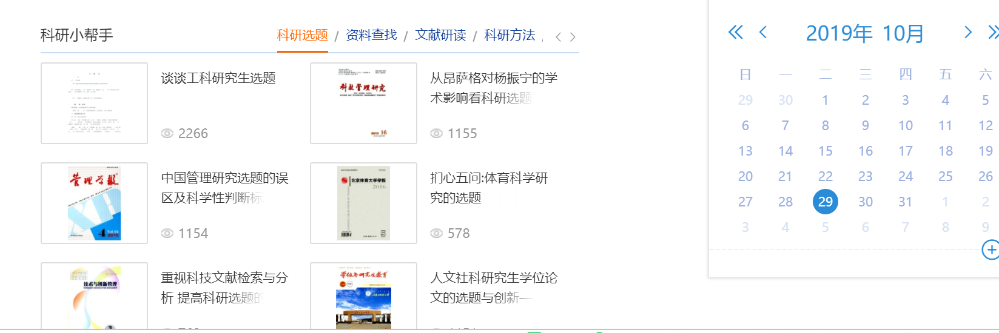 科研小帮手
科研选题 / 资料查找 / 文献研读 / 科研方法
谈谈工科研究生选题
2266
科技管理研究
2015 16
从昂萨格对杨振宁的学
术影响看科研选题
1155
管理学报
4 Vol.12
2015
中国管理研究选题的误
区及科学性判断标
1154
北京体育大学学报
2016
扪心五问:体育科学研
究的选题
578
技术与创新管理
3
重视科技文献检索与分
析 提高科研选题的
学位与研究生教育
人文社科研究生学位论
文的选题与创新—
2019年 10月
日 一 二 三 四 五 六
29 30 1 2 3 4 5
6 7 8 9 10 11 12
13 14 15 16 17 18 19
20 21 22 23 24 25 26
27 28 29 30 31 1 2
3 4 5 6 7 8 9